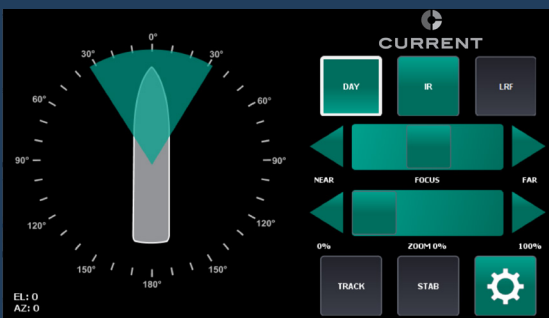 CURRENT
0°
30°
30°
60°
60°
90°
90°
120°
120°
150°
150°
180°
EL: 0
AZ: 0
DAY
IR
LRF
NEAR
FOCUS
FAR
0%
ZOOM 0%
100%
TRACK
STAB